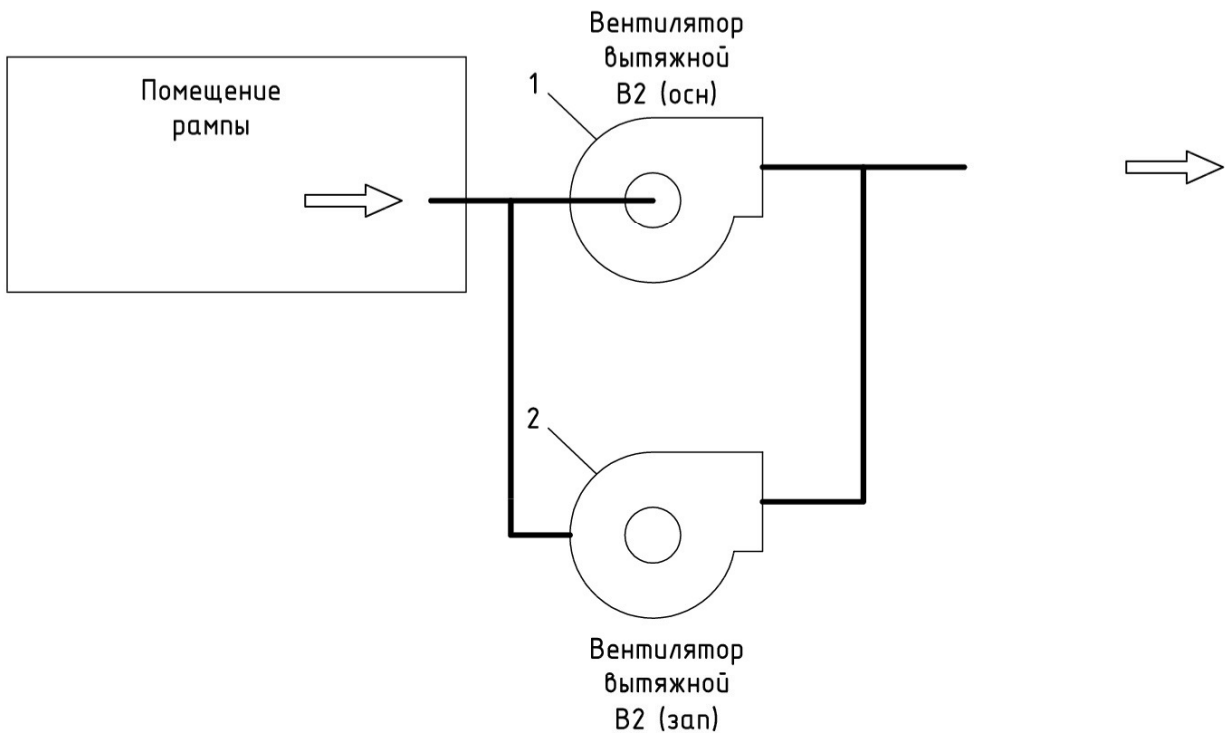 Вентилятор
вытяжной
В2 (осн)
1
Помещение
рампы
2
Вентилятор
вытяжной
В2 (зап)